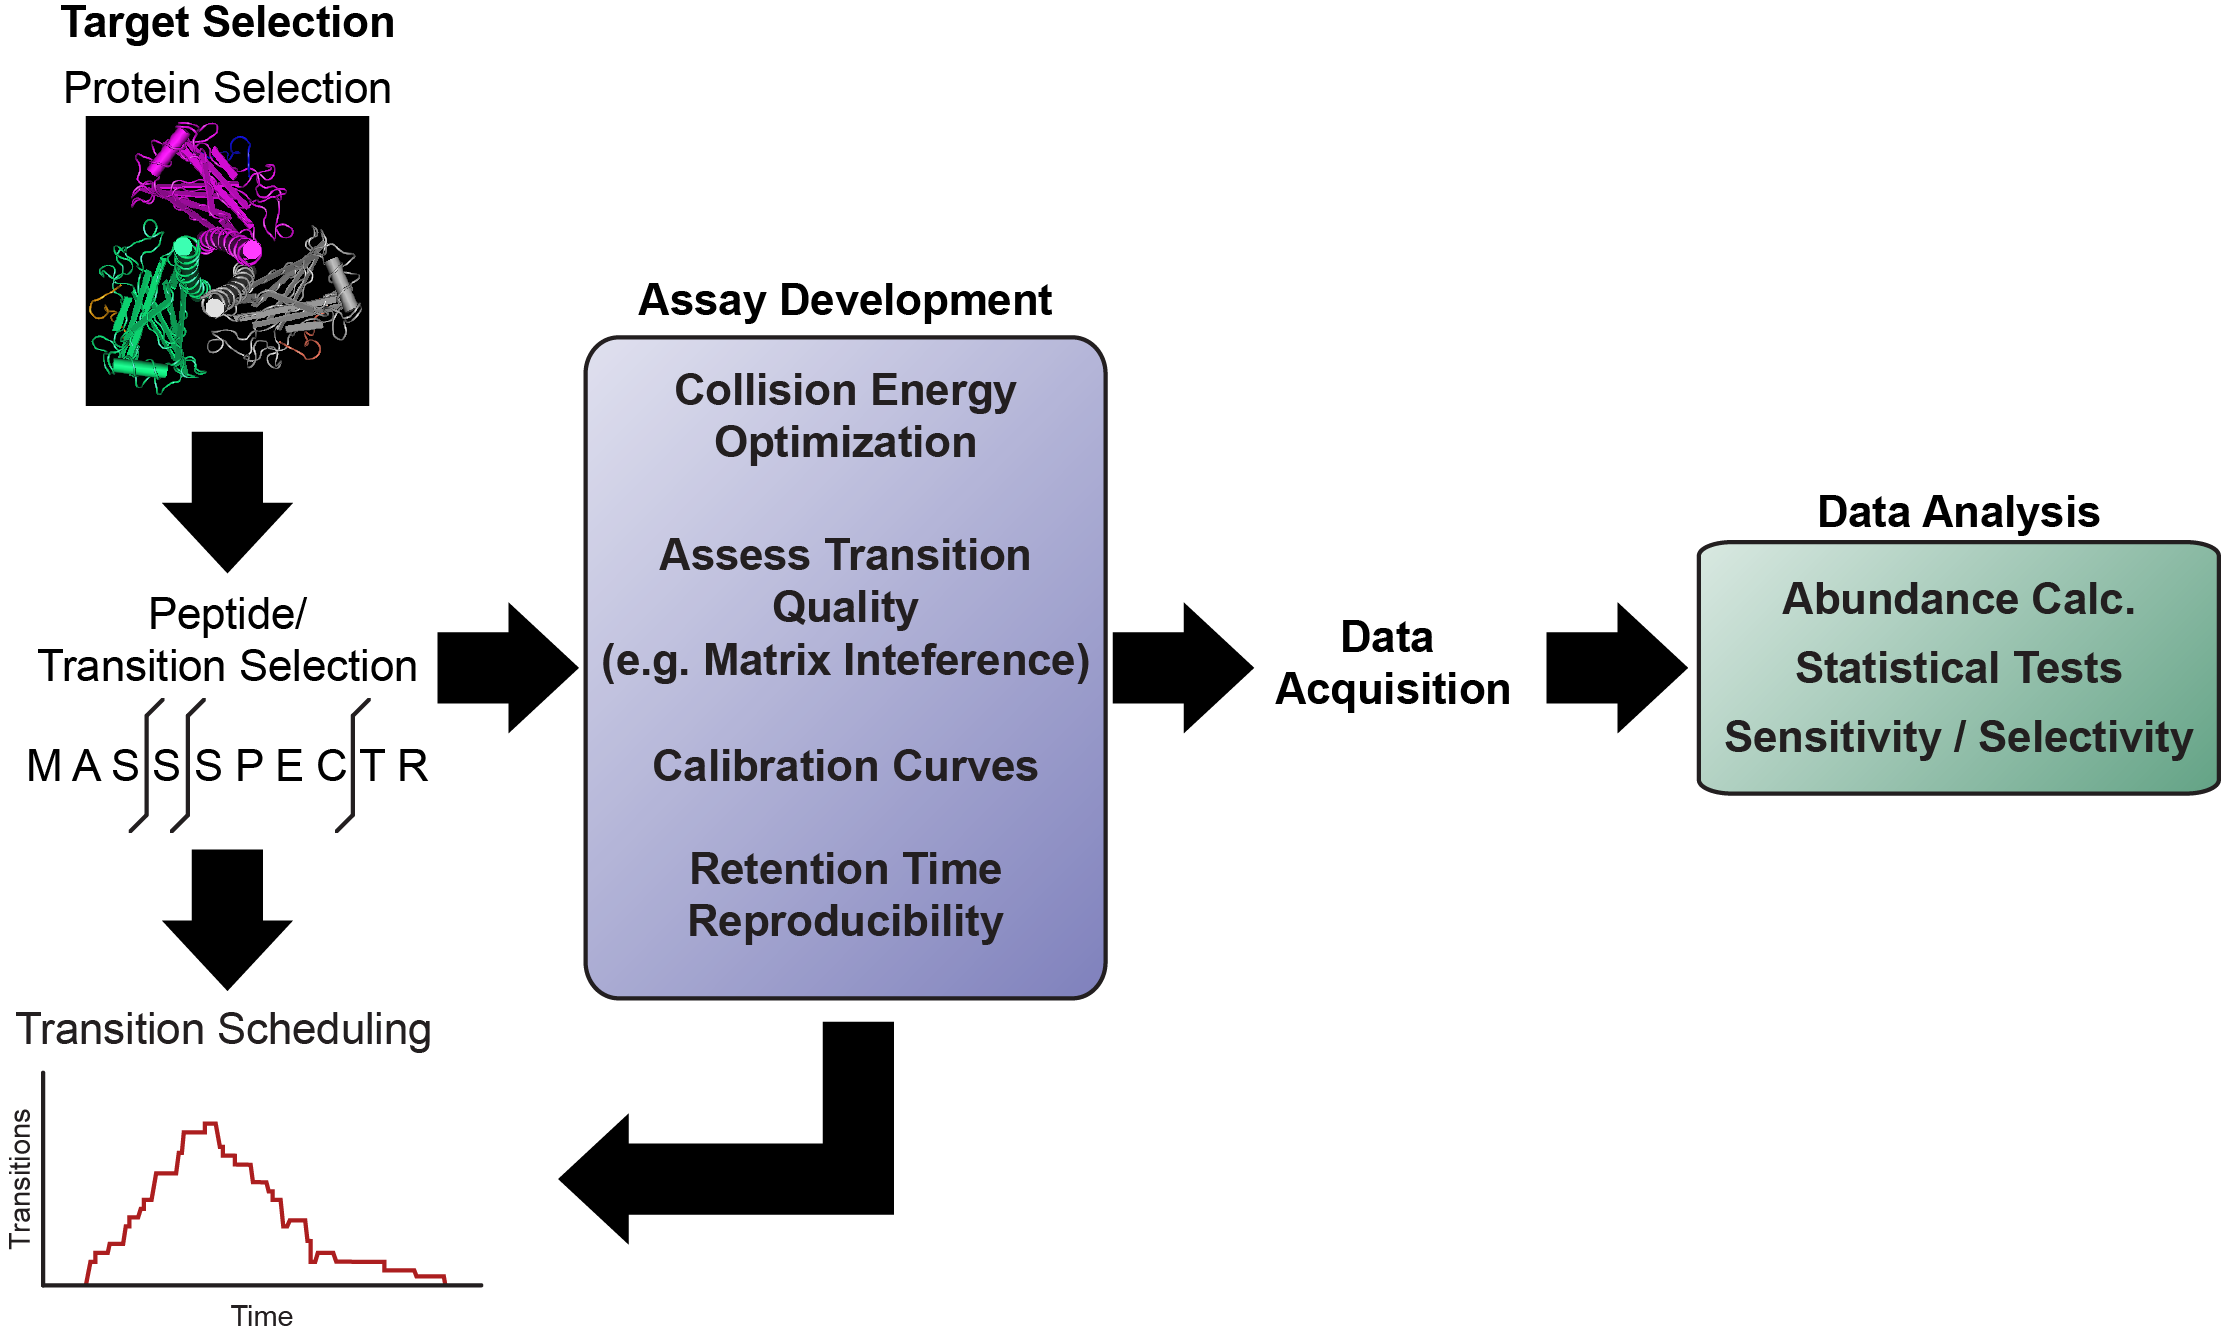 Target Selection
Protein Selection
Peptide/
Transition Selection
M A S S S P E C T R
Transition Scheduling
Transitions
Time
Assay Development
Collision Energy
Optimization
Assess Transition
Quality
(e.g. Matrix Inteference)
Calibration Curves
Retention Time
Reproducibility
Data
Acquisition
Data Analysis
Abundance Calc.
Statistical Tests
Sensitivity / Selectivity